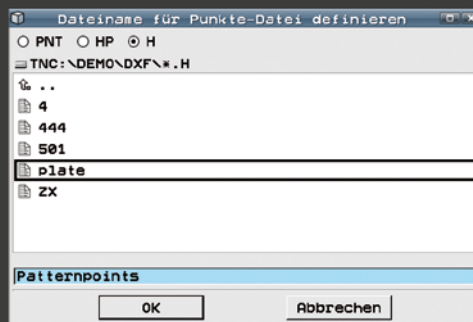 Dateiname für Punkte-Datei definieren
PNT HP H
TNC:\DEMO\DXF\*.H
..
4
444
501
plate
ZX
Patternpoints
OK Abbrechen